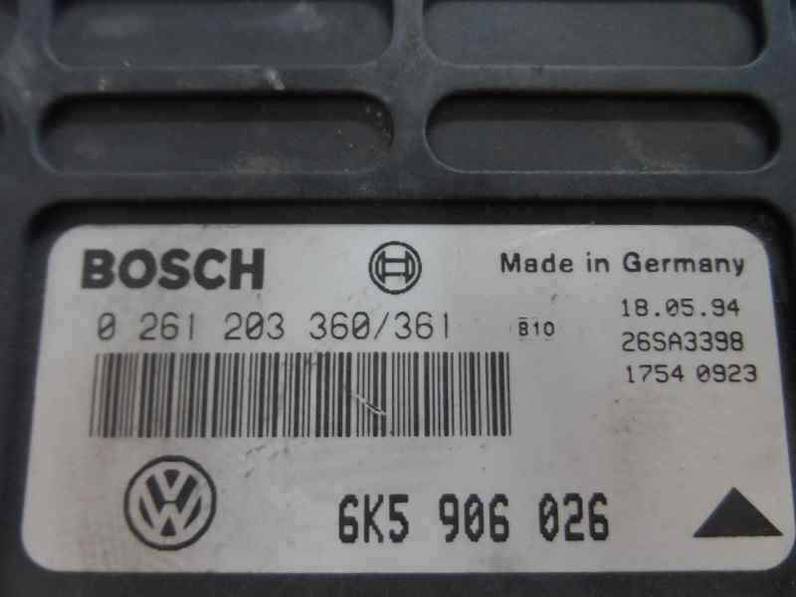 BOSCH
Made in Germany
0 261 203 360/361
B10
18.05.94
26SA3398
1754 0923
VW
6K5 906 026